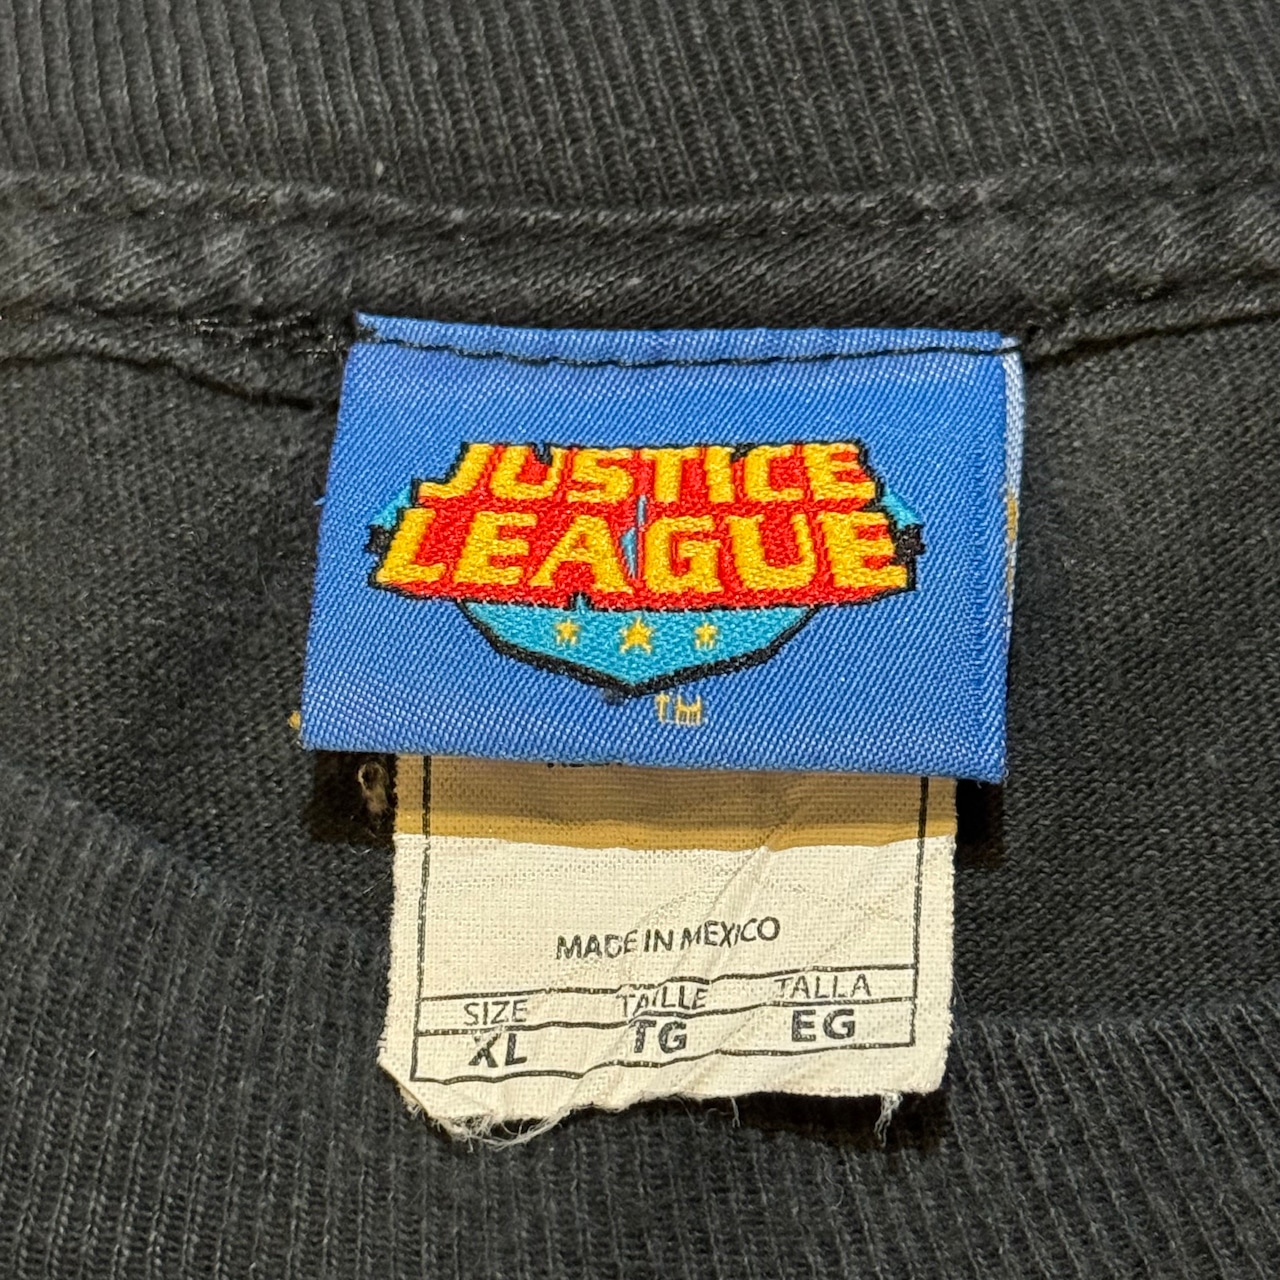 JUSTICE
LEAGUE
TM
MADE IN MEXICO
SIZE TAILLE TALLA
XL TG EG